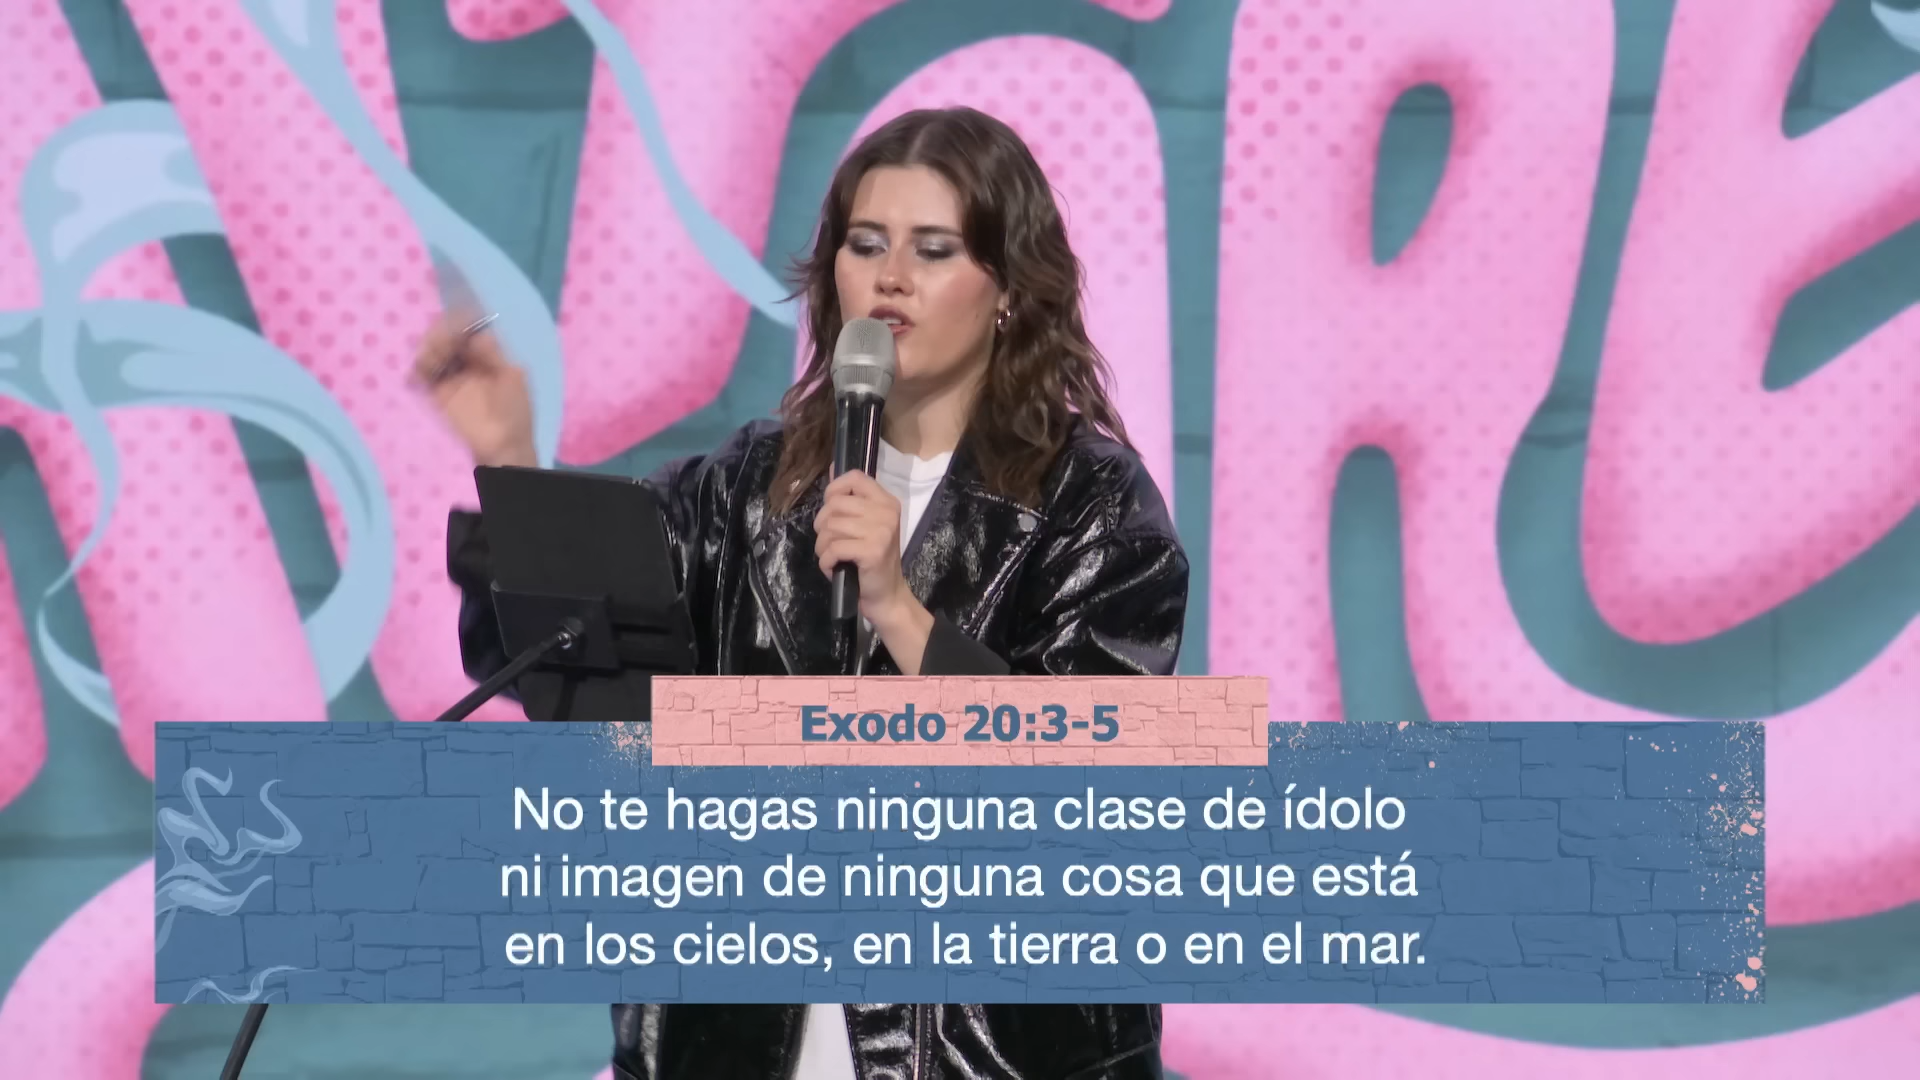 Exodo 20:3-5
No te hagas ninguna clase de ídolo
ni imagen de ninguna cosa que está
en los cielos, en la tierra o en el mar.